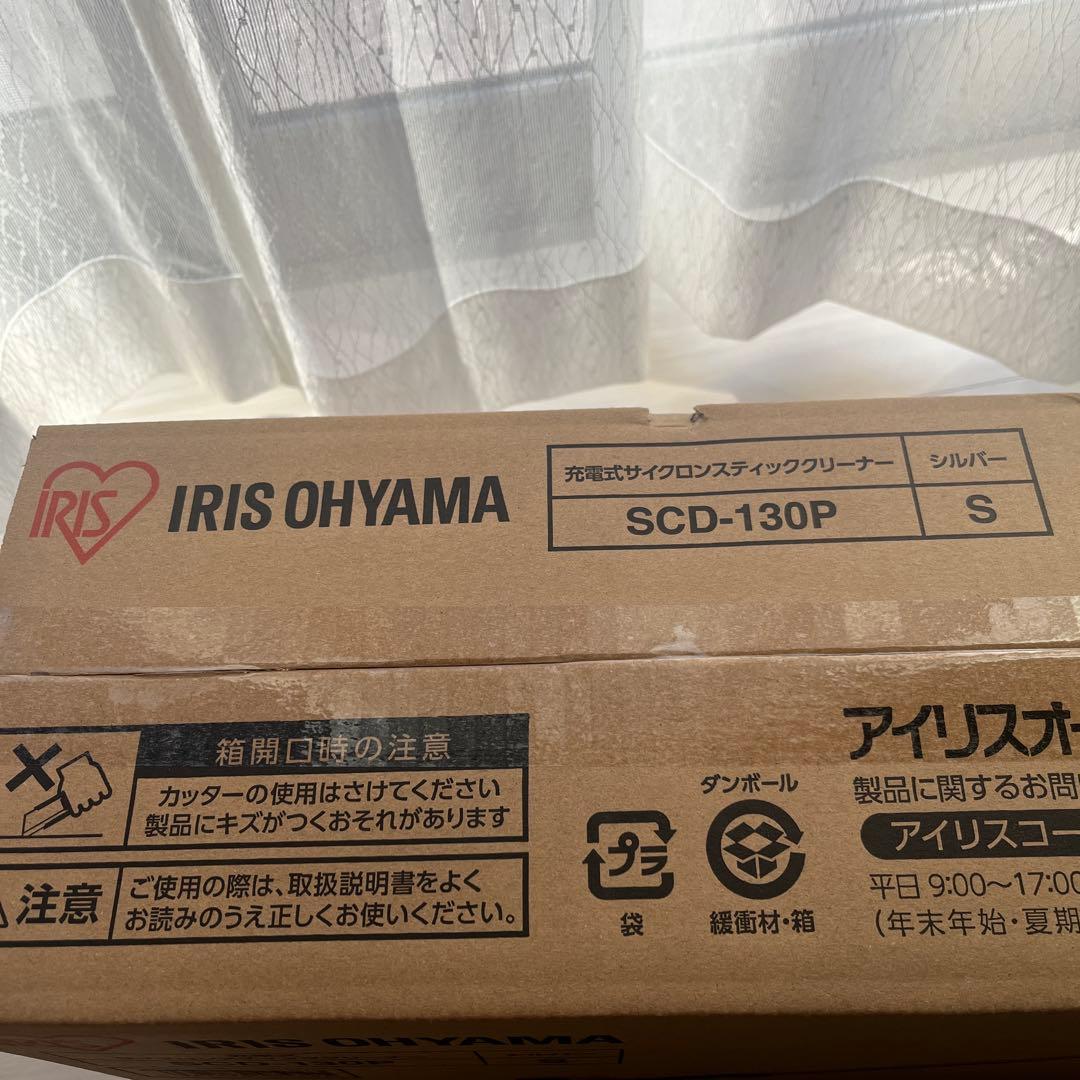 IRIS
IRIS OHYAMA
充電式サイクロンスティッククリーナー
シルバー
SCD-130P
S
箱開口時の注意
カッターの使用はさけてください
製品にキズがつくおそれがあります
注意
ご使用の際は、取扱説明書をよく
お読みのうえ正しくお使いください。
プラ
袋
ダンボール
緩衝材・箱
アイリスオー
製品に関するお問
アイリスコー
平日 9:00～17:00
(年末年始・夏期
IRIS OHYAMA
SCD-130P